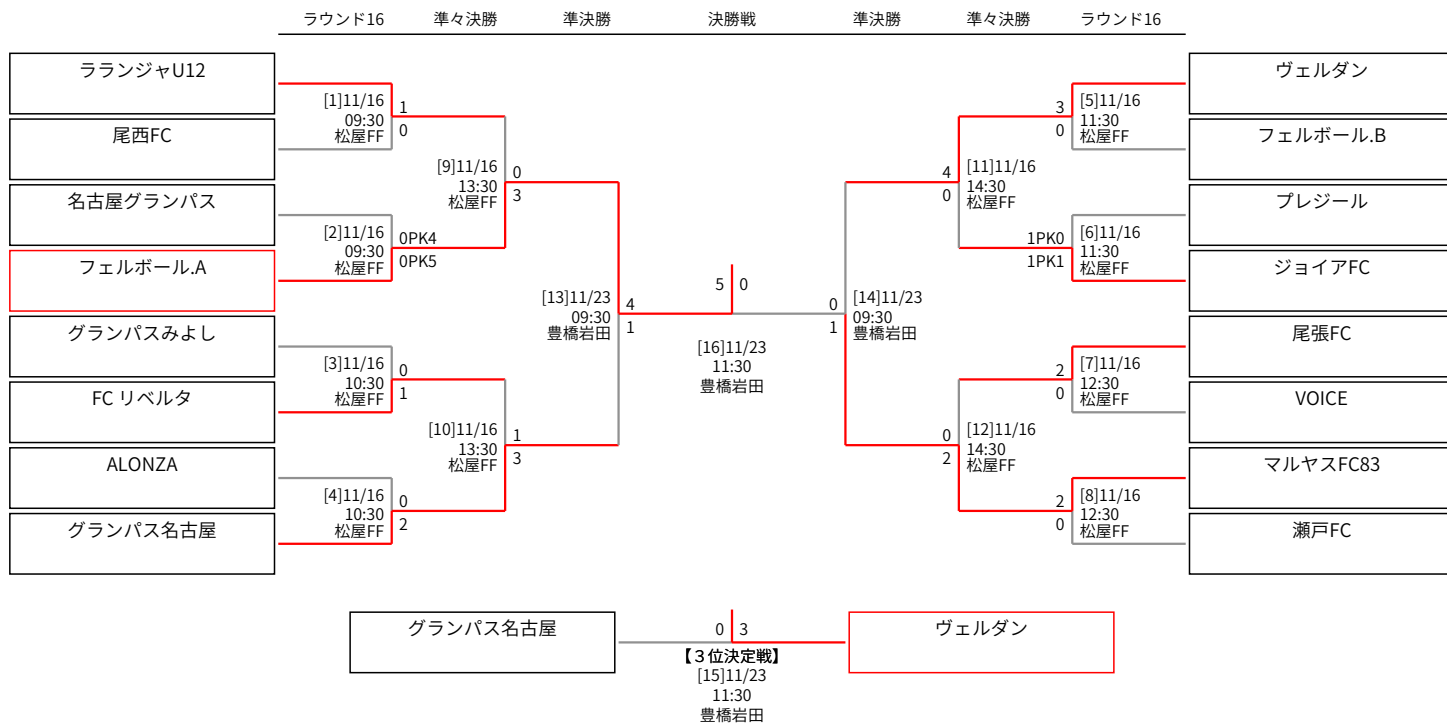 ラウンド16 準々決勝 準決勝 決勝戦 準決勝 準々決勝 ラウンド16
ラランジャU12
尾西FC
名古屋グランパス
フェルボール.A
グランパスみよし
FC リベルタ
ALONZA
グランパス名古屋
[1]11/16
09:30
松屋FF
1
0
[2]11/16
09:30
松屋FF
0PK4
0PK5
[3]11/16
10:30
松屋FF
0
1
[4]11/16
10:30
松屋FF
0
2
[9]11/16
13:30
松屋FF
0
3
[10]11/16
13:30
松屋FF
1
3
[13]11/23
09:30
豊橋岩田
4
1
5 0
[16]11/23
11:30
豊橋岩田
0
1
[14]11/23
09:30
豊橋岩田
4
0
[11]11/16
14:30
松屋FF
0
2
[12]11/16
14:30
松屋FF
3
0
[5]11/16
11:30
松屋FF
1PK0
1PK1
[6]11/16
11:30
松屋FF
2
0
[7]11/16
12:30
松屋FF
2
0
[8]11/16
12:30
松屋FF
ヴェルダン
フェルボール.B
プレジール
ジョイアFC
尾張FC
VOICE
マルヤスFC83
瀬戸FC
グランパス名古屋
0 3
ヴェルダン
【３位決定戦】
[15]11/23
11:30
豊橋岩田